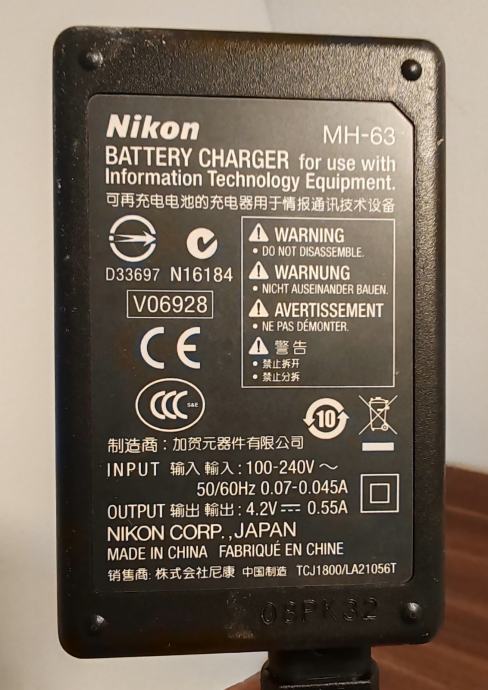 Nikon MH-63
BATTERY CHARGER for use with
Information Technology Equipment.
可再充电电池的充电器用于情报通讯技术设备
D33697 N16184
V06928
WARNING
• DO NOT DISASSEMBLE.
WARNUNG
• NICHT AUSEINANDER BAUEN.
AVERTISSEMENT
• NE PAS DÉMONTER.
警告
• 禁止拆开
• 禁止分拆
CE
CCC S&E
10
制造商：加贺元器件有限公司
INPUT 输入 輸入：100-240V ～
50/60Hz 0.07-0.045A
OUTPUT 输出 輸出：4.2V⎓ 0.55A
NIKON CORP.,JAPAN
MADE IN CHINA FABRIQUÉ EN CHINE
销售商: 株式会社尼康 中国制造 TCJ1800/LA21056T
08PK32